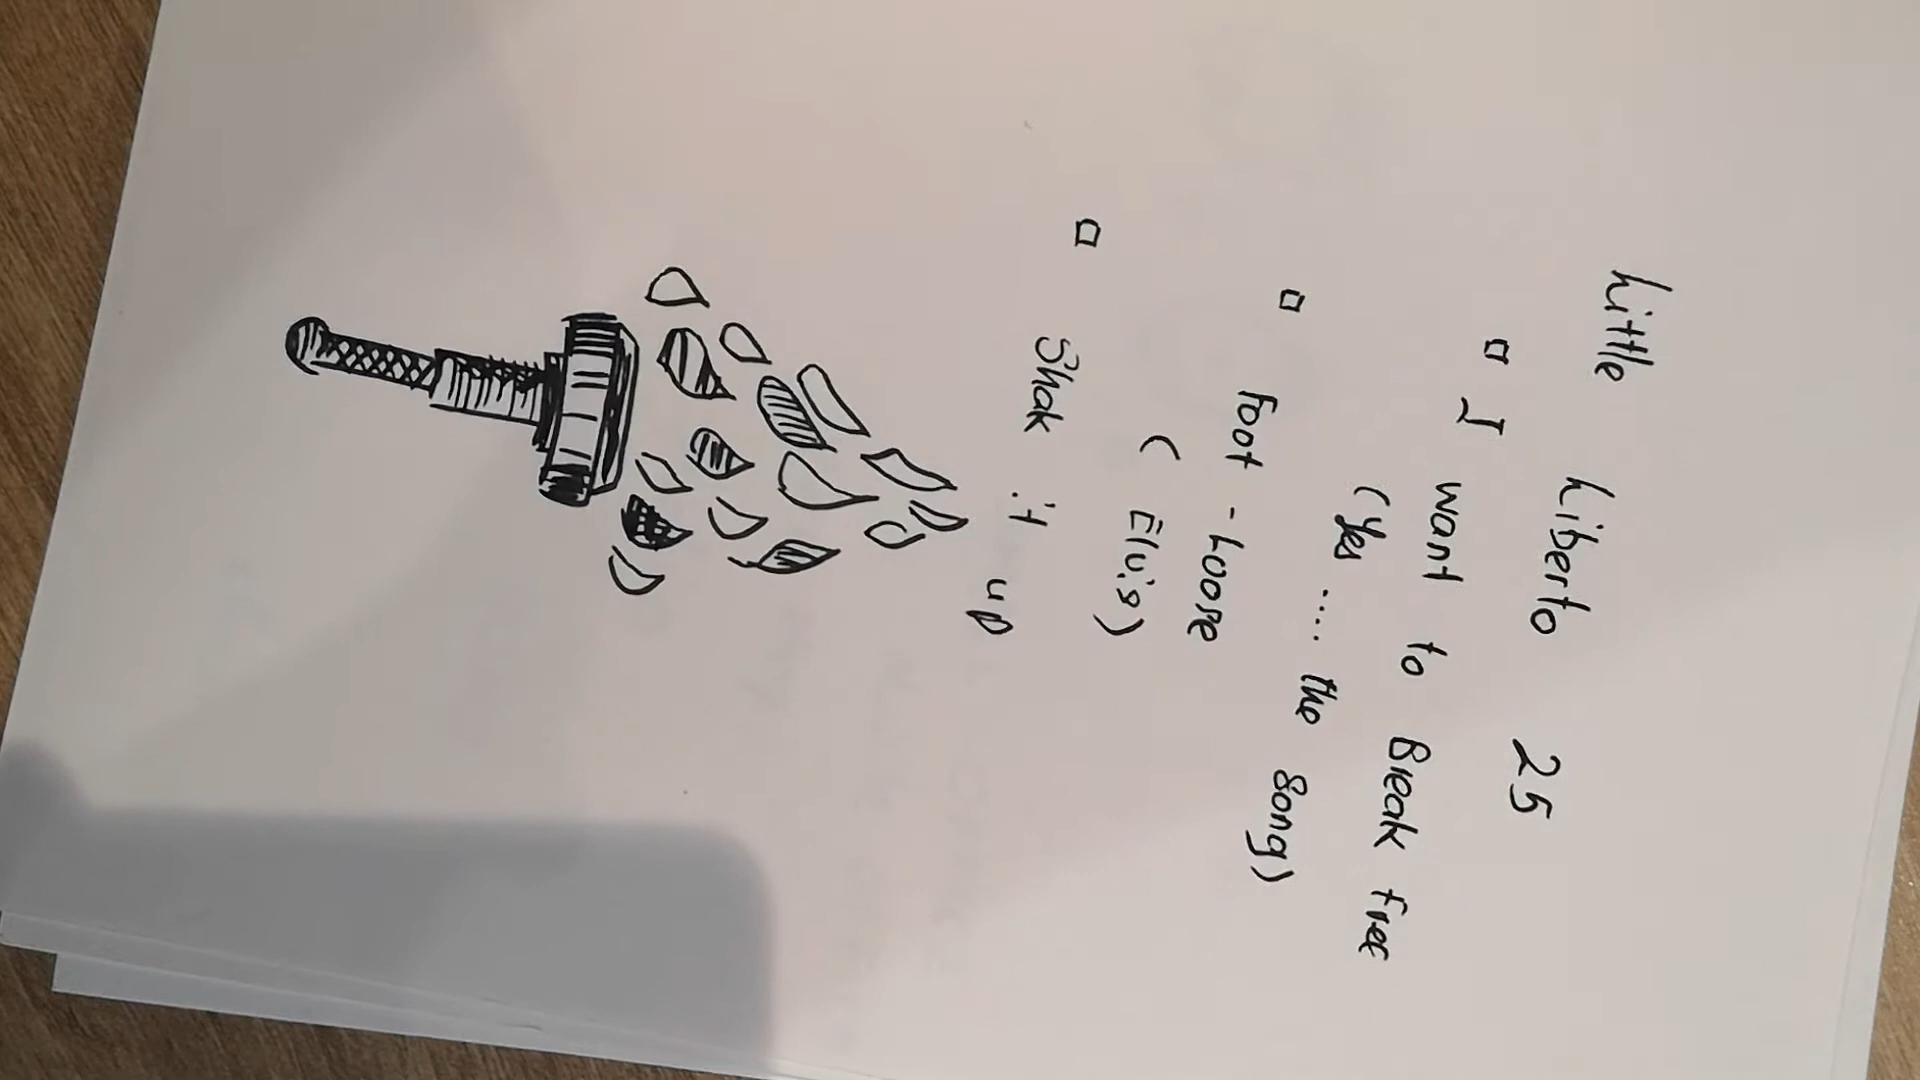 Little Liberto 25
I want to Break free
(Yes ..... the song)
foot - Loose
(Elvis)
Shak it up